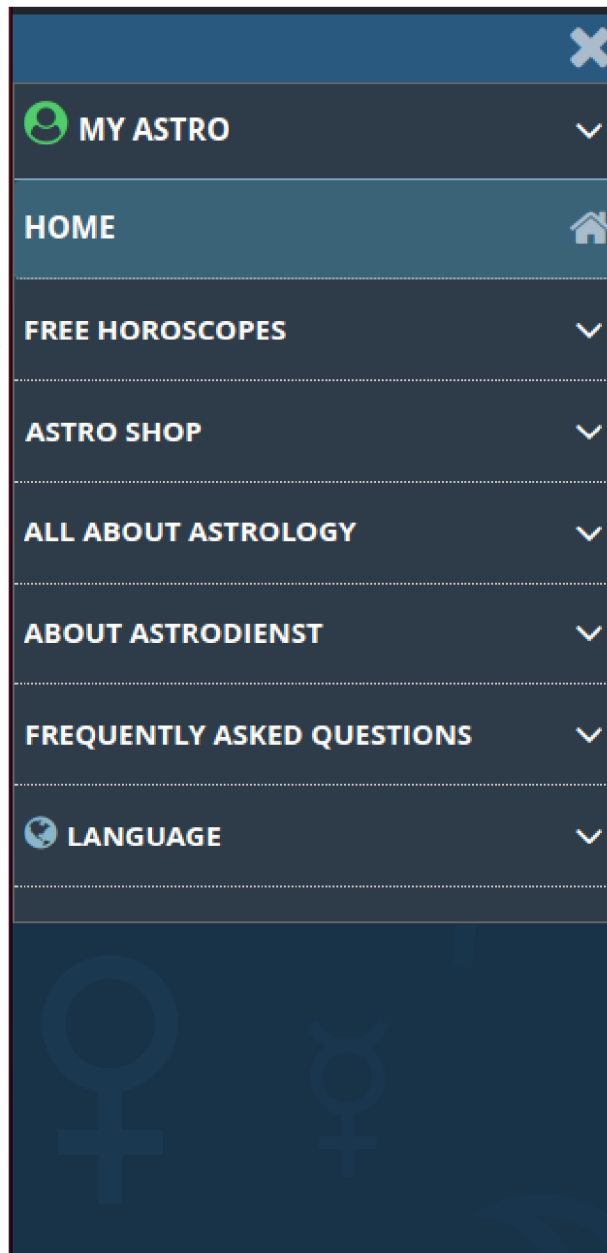 MY ASTRO
HOME
FREE HOROSCOPES
ASTRO SHOP
ALL ABOUT ASTROLOGY
ABOUT ASTRODIENST
FREQUENTLY ASKED QUESTIONS
LANGUAGE